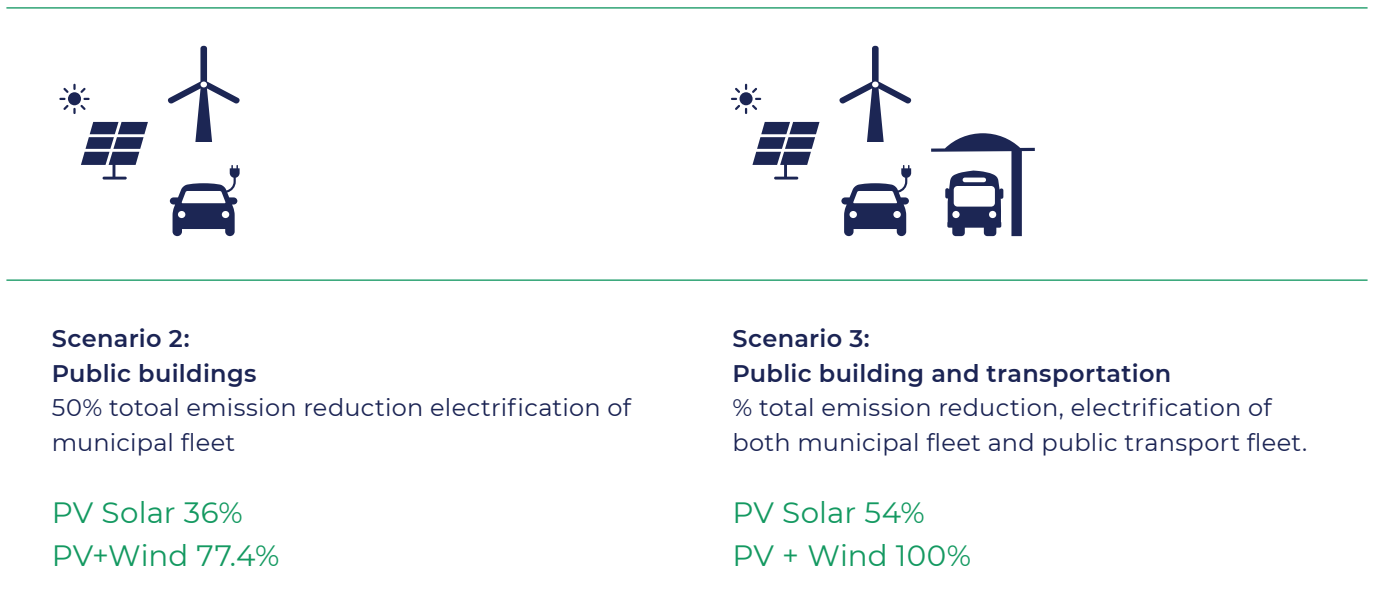 Scenario 2:
Public buildings
50% totoal emission reduction electrification of
municipal fleet
PV Solar 36%
PV+Wind 77.4%
Scenario 3:
Public building and transportation
% total emission reduction, electrification of
both municipal fleet and public transport fleet.
PV Solar 54%
PV + Wind 100%